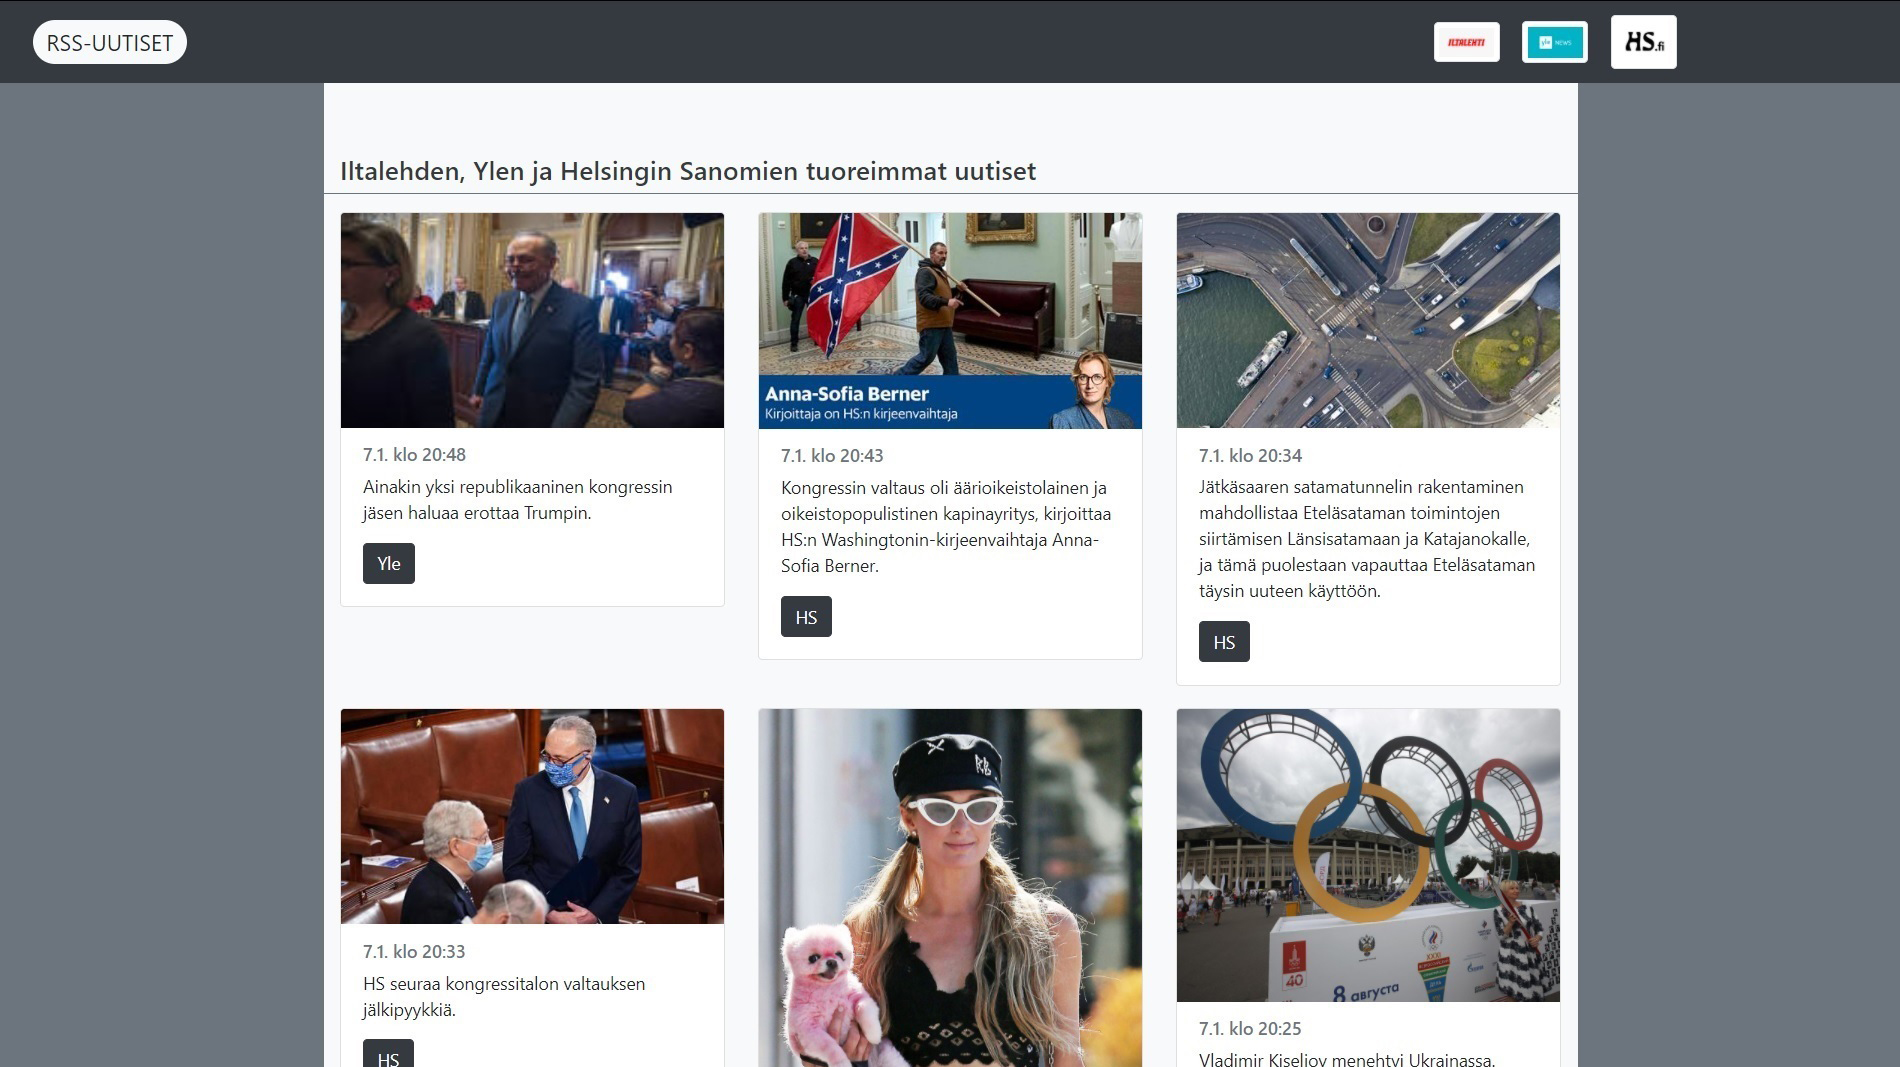 RSS-UUTISET
ILTALEHTI
yle NEWS
HS.fi
Iltalehden, Ylen ja Helsingin Sanomien tuoreimmat uutiset
7.1. klo 20:48
Ainakin yksi republikaaninen kongressin
jäsen haluaa erottaa Trumpin.
Yle
Anna-Sofia Berner
Kirjoittaja on HS:n kirjeenvaihtaja
7.1. klo 20:43
Kongressin valtaus oli äärioikeistolainen ja
oikeistopopulistinen kapinayritys, kirjoittaa
HS:n Washingtonin-kirjeenvaihtaja Anna-
Sofia Berner.
HS
7.1. klo 20:34
Jätkäsaaren satamatunnelin rakentaminen
mahdollistaa Eteläsataman toimintojen
siirtämisen Länsisatamaan ja Katajanokalle,
ja tämä puolestaan vapauttaa Eteläsataman
täysin uuteen käyttöön.
HS
7.1. klo 20:33
HS seuraa kongressitalon valtauksen
jälkipyykkiä.
HS
RB
40
XXXI
8 августа
7.1. klo 20:25
Vladimir Kiseljov menehtyi Ukrainassa.